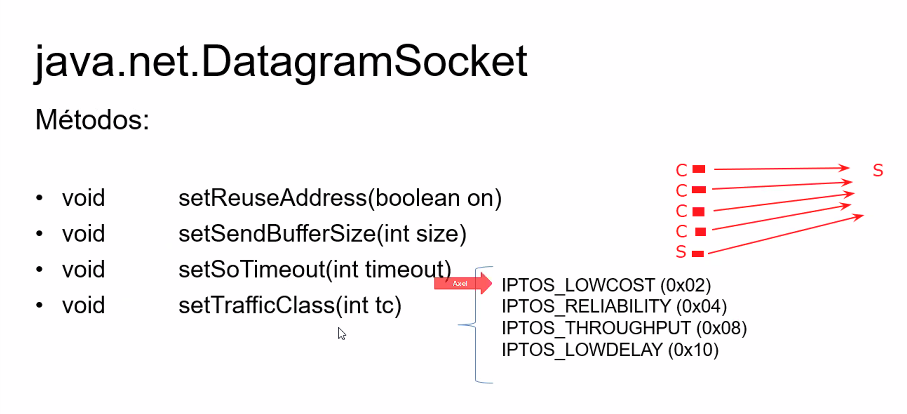 java.net.DatagramSocket
Métodos:
• void setReuseAddress(boolean on)
• void setSendBufferSize(int size)
• void setSoTimeout(int timeout)
• void setTrafficClass(int tc)
Axel
IPTOS_LOWCOST (0x02)
IPTOS_RELIABILITY (0x04)
IPTOS_THROUGHPUT (0x08)
IPTOS_LOWDELAY (0x10)
C S
C
C
C
S